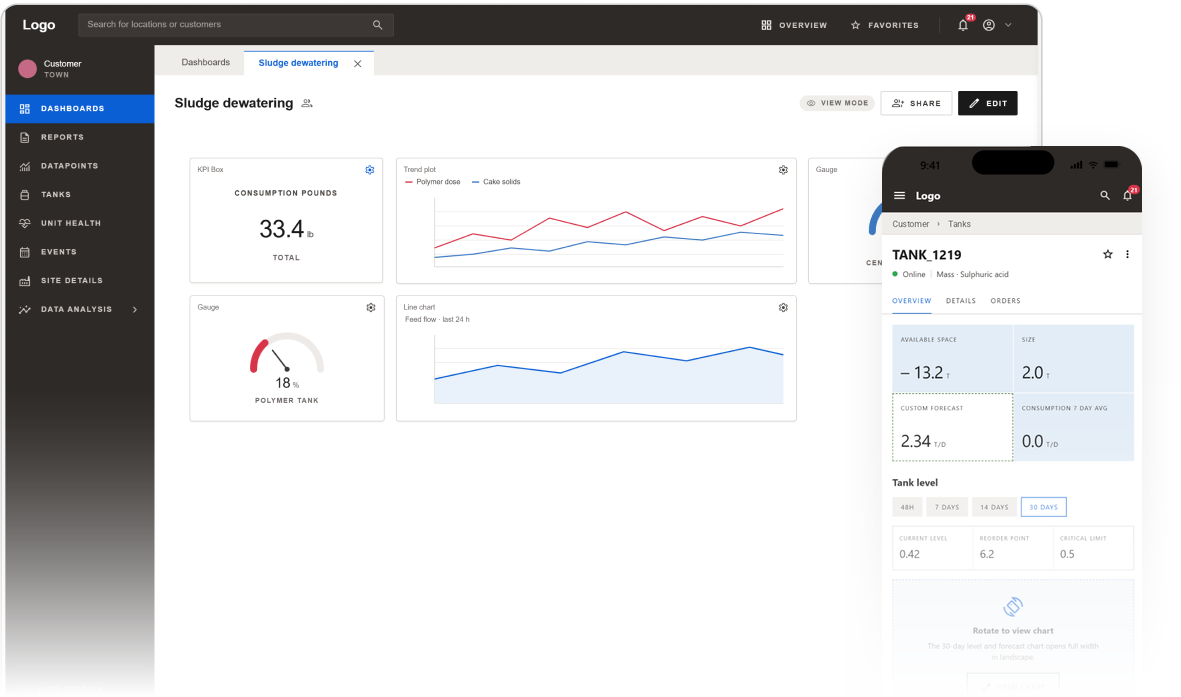 Logo
Search for locations or customers
OVERVIEW
FAVORITES
21
Customer
TOWN
DASHBOARDS
REPORTS
DATAPOINTS
TANKS
UNIT HEALTH
EVENTS
SITE DETAILS
DATA ANALYSIS
Dashboards
Sludge dewatering
Sludge dewatering
VIEW MODE
SHARE
EDIT
KPI Box
CONSUMPTION POUNDS
33.4 lb
TOTAL
Trend plot
Polymer dose
Cake solids
Gauge
CEN
Gauge
18 %
POLYMER TANK
Line chart
Feed flow · last 24 h
9:41
Logo
21
Customer › Tanks
TANK_1219
Online
Mass · Sulphuric acid
OVERVIEW
DETAILS
ORDERS
AVAILABLE SPACE
– 13.2 T
SIZE
2.0 T
CUSTOM FORECAST
2.34 T/D
CONSUMPTION 7 DAY AVG
0.0 T/D
Tank level
48H
7 DAYS
14 DAYS
30 DAYS
CURRENT LEVEL
0.42
REORDER POINT
6.2
CRITICAL LIMIT
0.5
Rotate to view chart
The 30-day level and forecast chart opens full width
in landscape.